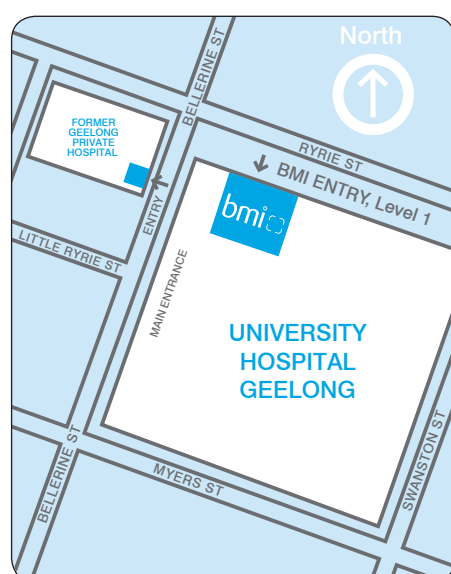 North
BELLERINE ST
FORMER
GEELONG
PRIVATE
HOSPITAL
RYRIE ST
BMI ENTRY, Level 1
ENTRY
bmi
LITTLE RYRIE ST
MAIN ENTRANCE
UNIVERSITY
HOSPITAL
GEELONG
BELLERINE ST
MYERS ST
SWANSTON ST